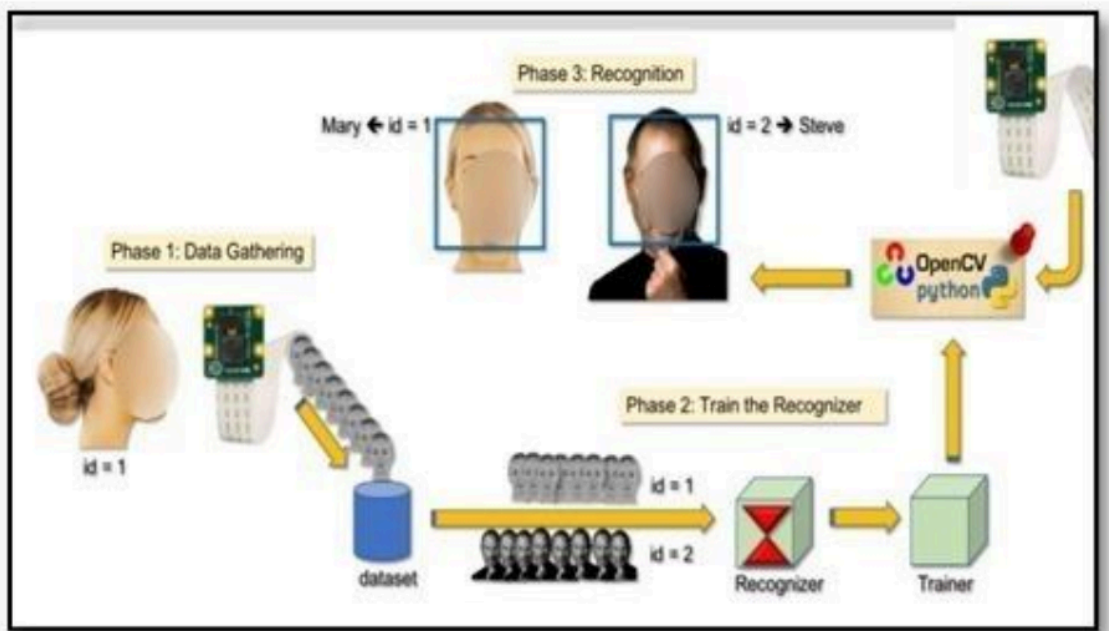 Phase 3: Recognition
Mary ← id = 1
id = 2 → Steve
Phase 1: Data Gathering
OpenCV
python
Phase 2: Train the Recognizer
id = 1
id = 1
id = 2
dataset
Recognizer
Trainer